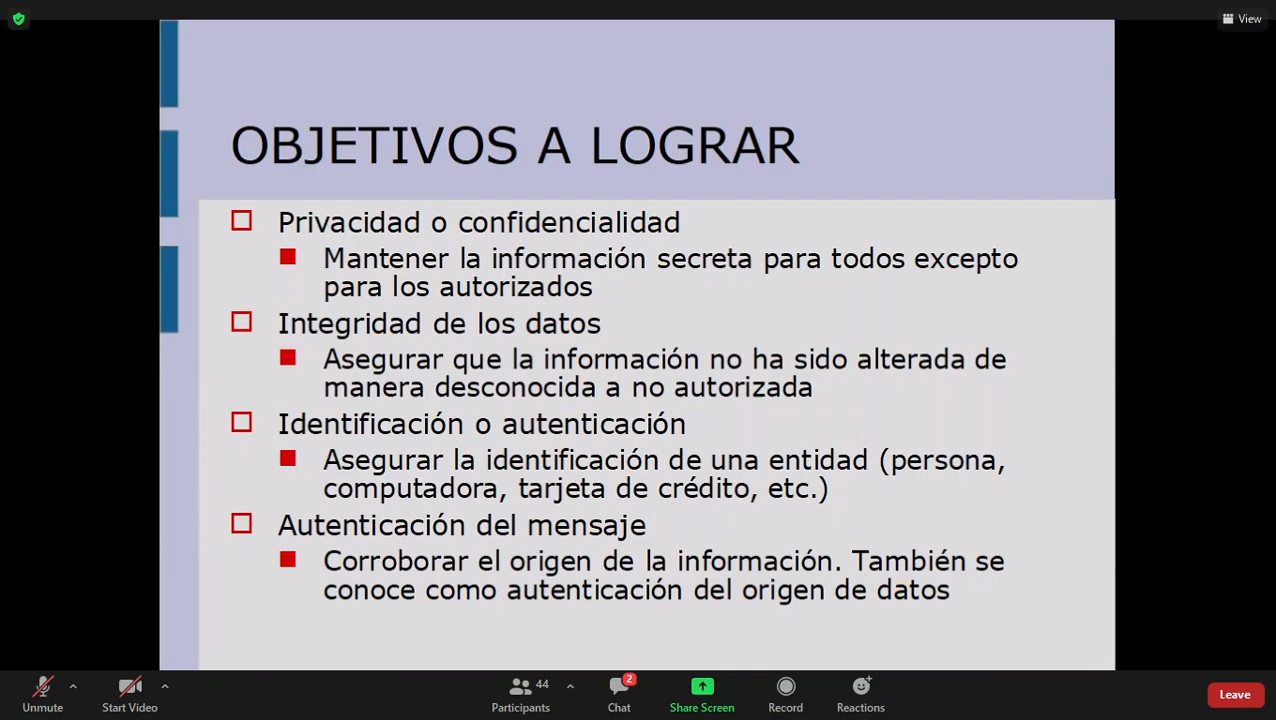 View
OBJETIVOS A LOGRAR
Privacidad o confidencialidad
Mantener la información secreta para todos excepto
para los autorizados
Integridad de los datos
Asegurar que la información no ha sido alterada de
manera desconocida a no autorizada
Identificación o autenticación
Asegurar la identificación de una entidad (persona,
computadora, tarjeta de crédito, etc.)
Autenticación del mensaje
Corroborar el origen de la información. También se
conoce como autenticación del origen de datos
44
2
Unmute
Start Video
Participants
Chat
Share Screen
Record
Reactions
Leave